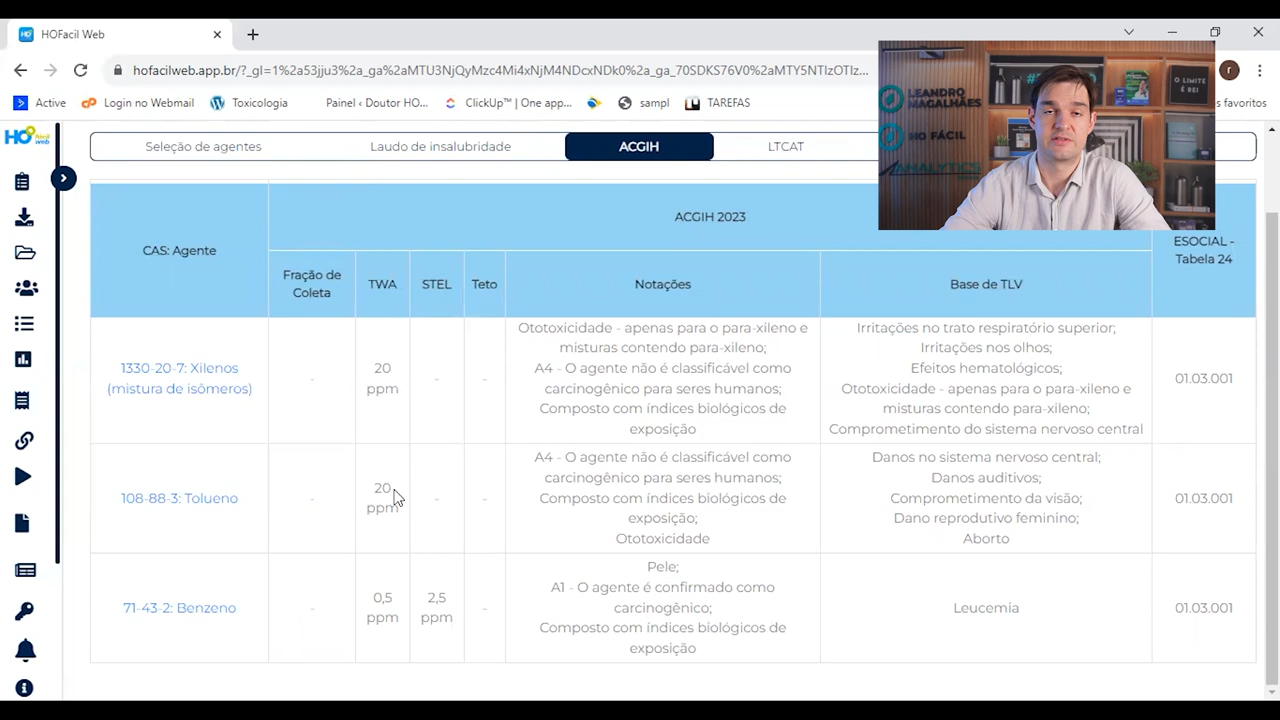 HOFacil Web
hofacilweb.app.br/?_gl=1%2a53jju3%2a_ga%2aMTU3NjQyMzc4Mi4xNjM4NDcxNDk0%2a_ga_70SDKS76V0%2aMTY5NTIzOTIz...
r
Active
Login no Webmail
Toxicologia
Painel ‹ Doutor HO...
ClickUp™ | One app...
sampl
TAREFAS
s favoritos
LEANDRO
MAGALHÃES
HO FÁCIL
ANALYTICS
O LIMITE
É REI
HO fácil web
Seleção de agentes
Laudo de insalubridade
ACGIH
LTCAT
CAS: Agente
ACGIH 2023
ESOCIAL -
Tabela 24
Fração de
Coleta
TWA
STEL
Teto
Notações
Base de TLV
1330-20-7: Xilenos
(mistura de isômeros)
-
20
ppm
-
-
Ototoxicidade - apenas para o para-xileno e
misturas contendo para-xileno;
A4 - O agente não é classificável como
carcinogênico para seres humanos;
Composto com índices biológicos de
exposição
Irritações no trato respiratório superior;
Irritações nos olhos;
Efeitos hematológicos;
Ototoxicidade - apenas para o para-xileno e
misturas contendo para-xileno;
Comprometimento do sistema nervoso central
01.03.001
108-88-3: Tolueno
-
20
ppm
-
-
A4 - O agente não é classificável como
carcinogênico para seres humanos;
Composto com índices biológicos de
exposição;
Ototoxicidade
Danos no sistema nervoso central;
Danos auditivos;
Comprometimento da visão;
Dano reprodutivo feminino;
Aborto
01.03.001
71-43-2: Benzeno
-
0,5
ppm
2,5
ppm
-
Pele;
A1 - O agente é confirmado como
carcinogênico;
Composto com índices biológicos de
exposição
Leucemia
01.03.001